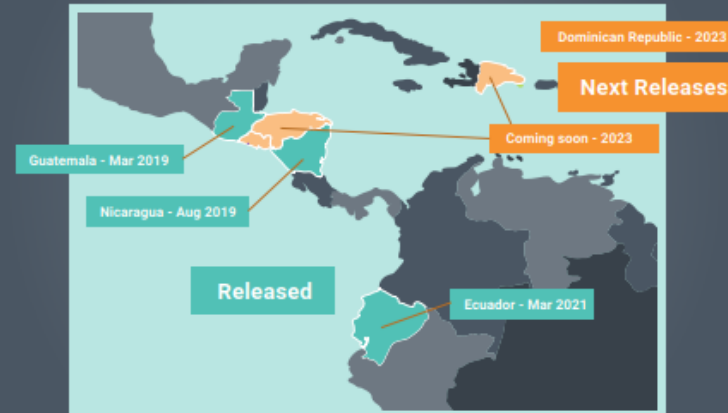 Dominican Republic - 2023
Next Releases
Coming soon - 2023
Guatemala - Mar 2019
Nicaragua - Aug 2019
Released
Ecuador - Mar 2021